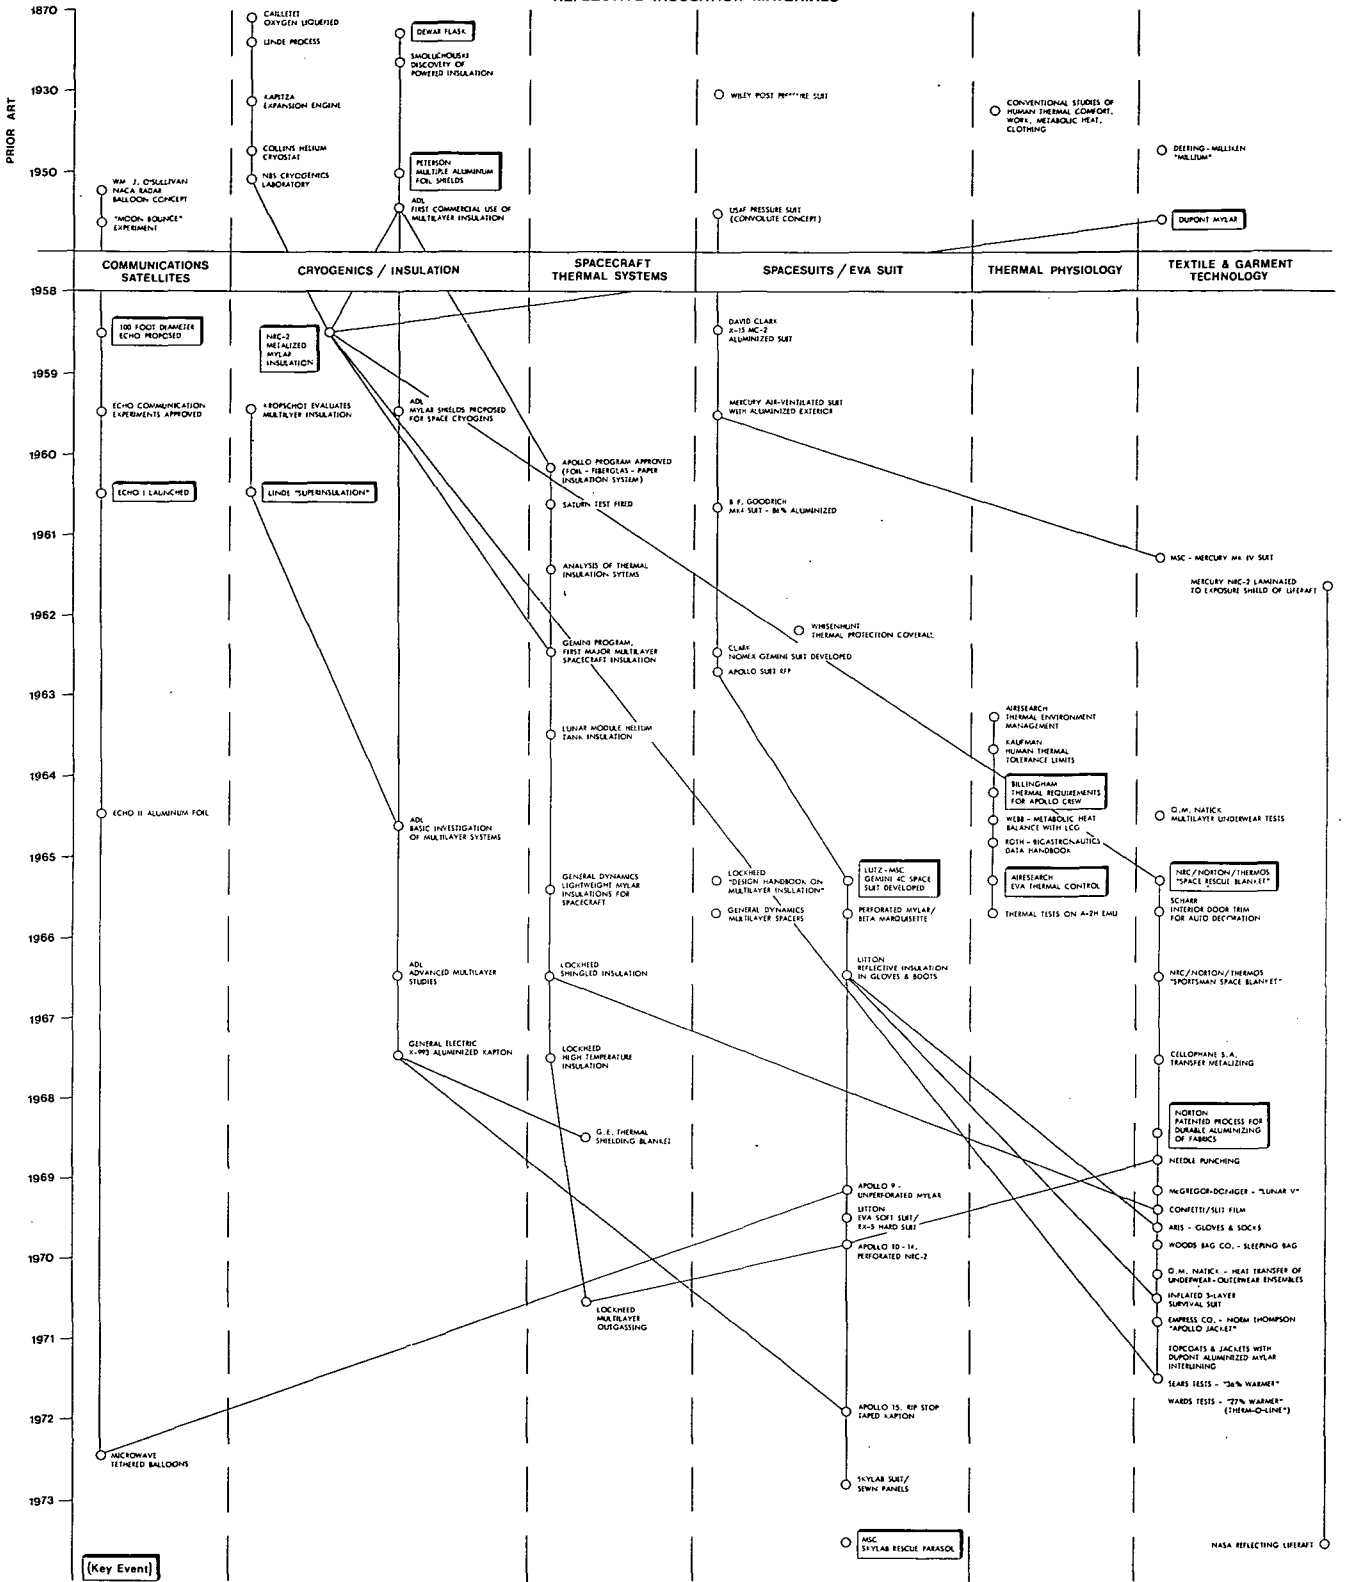 REFLECTIVE INSULATION MATERIALS
PRIOR ART
1870
1930
1950
1958
1959
1960
1961
1962
1963
1964
1965
1966
1967
1968
1969
1970
1971
1972
1973
COMMUNICATIONS
SATELLITES
WM. J. O'SULLIVAN
NACA RADAR
BALLOON CONCEPT
"MOON BOUNCE"
EXPERIMENT
100 FOOT DIAMETER
ECHO PROPOSED
ECHO COMMUNICATION
EXPERIMENTS APPROVED
ECHO I LAUNCHED
ECHO II ALUMINUM FOIL
MICROWAVE
TETHERED BALLOONS
(Key Event)
CRYOGENICS / INSULATION
CAILLETET
OXYGEN LIQUEFIED
LINDE PROCESS
KAPITZA
EXPANSION ENGINE
COLLINS HELIUM
CRYOSTAT
NBS CRYOGENICS
LABORATORY
DEWAR FLASK
SMOLUCHOUSKI
DISCOVERY OF
POWERED INSULATION
PETERSON
MULTIPLE ALUMINUM
FOIL SHIELDS
ADL
FIRST COMMERCIAL USE OF
MULTILAYER INSULATION
NRC-2
METALIZED
MYLAR
INSULATION
KROPSCHOT EVALUATES
MULTILYER INSULATION
LINDE "SUPERINSULATION"
ADL
MYLAR SHIELDS PROPOSED
FOR SPACE CRYOGENS
ADL
BASIC INVESTIGATION
OF MULTILAYER SYSTEMS
ADL
ADVANCED MULTILAYER
STUDIES
GENERAL ELECTRIC
X-993 ALUMINIZED KAPTON
SPACECRAFT
THERMAL SYSTEMS
APOLLO PROGRAM APPROVED
(FOIL - FIBERGLAS - PAPER
INSULATION SYSTEM)
SATURN TEST FIRED
ANALYSIS OF THERMAL
INSULATION SYTEMS
GEMINI PROGRAM,
FIRST MAJOR MULTILAYER
SPACECRAFT INSULATION
LUNAR MODULE HELIUM
TANK INSULATION
GENERAL DYNAMICS
LIGHTWEIGHT MYLAR
INSULATIONS FOR
SPACECRAFT
LOCKHEED
SHINGLED INSULATION
LOCKHEED
HIGH TEMPERATURE
INSULATION
G.E. THERMAL
SHIELDING BLANKET
LOCKHEED
MULTILAYER
OUTGASSING
SPACESUITS / EVA SUIT
WILEY POST PRESSURE SUIT
USAF PRESSURE SUIT
(CONVOLUTE CONCEPT)
DAVID CLARK
X-15 MC-2
ALUMINIZED SUIT
MERCURY AIR-VENTILATED SUIT
WITH ALUMINIZED EXTERIOR
B.F. GOODRICH
SUIT - 86% ALUMINIZED
WHISENHUNT
THERMAL PROTECTION COVERALL
CLARK
NOMEX GEMINI SUIT DEVELOPED
APOLLO SUIT RFP
LOCKHEED
"DESIGN HANDBOOK ON
MULTILAYER INSULATION"
GENERAL DYNAMICS
MULTILAYER SPACERS
LUTZ - MSC
GEMINI 4C SPACE
SUIT DEVELOPED
PERFORATED MYLAR/
BETA MARQUISETTE
LITTON
REFLECTIVE INSULATION
IN GLOVES & BOOTS
APOLLO 9 -
UNPERFORATED MYLAR
LITTON
EVA SOFT SUIT/
RX-5 HARD SUIT
APOLLO 10 - 14,
PERFORATED NRC-2
APOLLO 15, RIP STOP
TAPED KAPTON
SKYLAB SUIT/
SEWN PANELS
MSC
SKYLAB RESCUE PARASOL
THERMAL PHYSIOLOGY
CONVENTIONAL STUDIES OF
HUMAN THERMAL COMFORT,
WORK, METABOLIC HEAT,
CLOTHING
AIRESEARCH
THERMAL ENVIRONMENT
MANAGEMENT
KAUFMAN
HUMAN THERMAL
TOLERANCE LIMITS
BILLINGHAM
THERMAL REQUIREMENTS
FOR APOLLO CREW
WEBB - METABOLIC HEAT
BALANCE WITH LCG
ROTH - BIOASTRONAUTICS
DATA HANDBOOK
AIRESEARCH
EVA THERMAL CONTROL
THERMAL TESTS ON A-2H EMU
TEXTILE & GARMENT
TECHNOLOGY
DEERING - MILLIKEN
"MILLIUM"
DUPONT MYLAR
MSC - MERCURY MK IV SUIT
MERCURY NRC-2 LAMINATED
TO EXPOSURE SHIELD OF LIFERAFT
Q.M. NATICK
MULTILAYER UNDERWEAR TESTS
NRC/NORTON/THERMOS
"SPACE RESCUE BLANKET"
SCHARR
INTERIOR DOOR TRIM
FOR AUTO DECORATION
NRC/NORTON/THERMOS
"SPORTSMAN SPACE BLANKET"
CELLOPHANE S.A.
TRANSFER METALIZING
NORTON
PATENTED PROCESS FOR
DURABLE ALUMINIZING
OF FABRICS
NEEDLE PUNCHING
McGREGOR-DONIGER - "LUNAR V"
CONFETTI/SLIT FILM
ARIS - GLOVES & SOCKS
WOODS BAG CO. - SLEEPING BAG
Q.M. NATICK - HEAT TRANSFER OF
UNDERWEAR-OUTERWEAR ENSEMBLES
INFLATED 3-LAYER
SURVIVAL SUIT
EMPRESS CO. - NORM THOMPSON
"APOLLO JACKET"
TOPCOATS & JACKETS WITH
DUPONT ALUMINIZED MYLAR
INTERLINING
SEARS TESTS - "36% WARMER"
WARDS TESTS - "27% WARMER"
(THERM-O-LINE")
NASA REFLECTING LIFERAFT